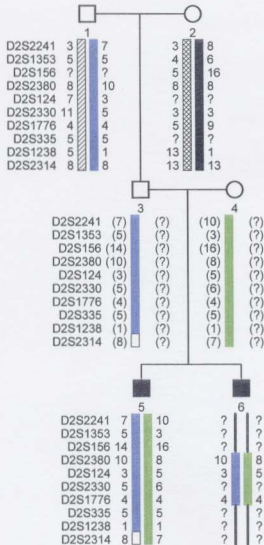 1 2
D2S2241 3 7 3 8
D2S1353 5 5 4 6
D2S156 ? ? 5 16
D2S2380 8 10 8 8
D2S124 7 3 ? ?
D2S2330 11 5 3 3
D2S1776 4 4 5 9
D2S335 5 5 ? ?
D2S1238 5 1 13 1
D2S2314 8 8 13 13
3 4
D2S2241 (7) (?) (10) (?)
D2S1353 (5) (?) (3) (?)
D2S156 (14) (?) (16) (?)
D2S2380 (10) (?) (8) (?)
D2S124 (3) (?) (5) (?)
D2S2330 (5) (?) (6) (?)
D2S1776 (4) (?) (4) (?)
D2S335 (5) (?) (5) (?)
D2S1238 (1) (?) (1) (?)
D2S2314 (8) (?) (7) (?)
5 6
D2S2241 7 10 ? ?
D2S1353 5 3 ? ?
D2S156 14 16 ? ?
D2S2380 10 8 10 8
D2S124 3 5 3 5
D2S2330 5 6 ? ?
D2S1776 4 4 4 4
D2S335 5 5 ? ?
D2S1238 1 1 ? ?
D2S2314 8 7 ? ?